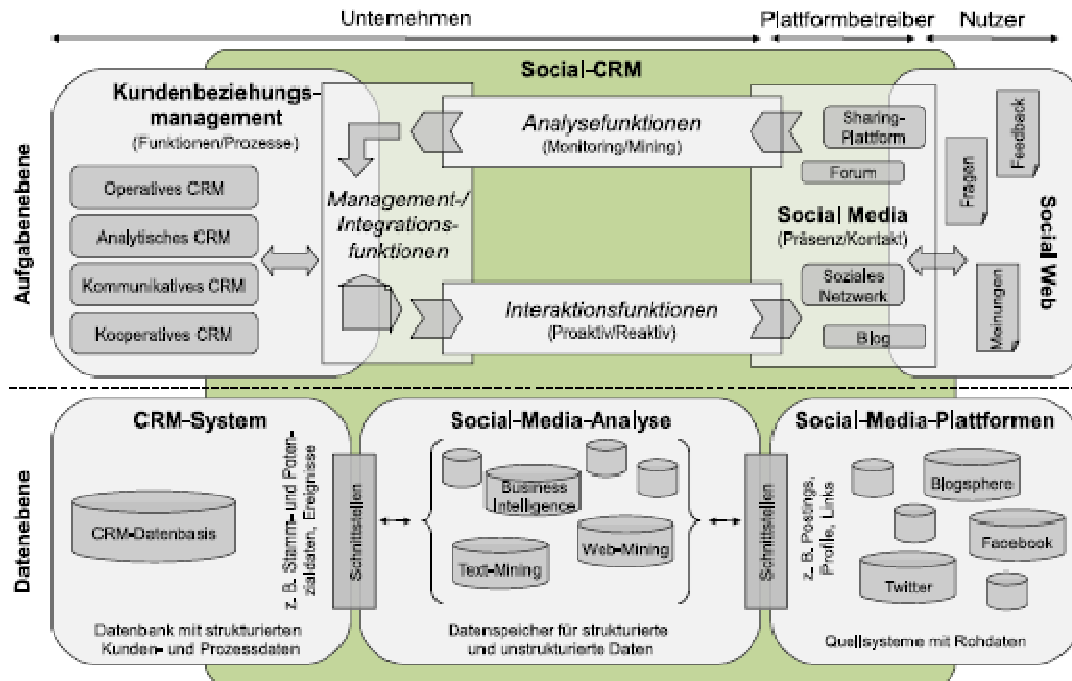 Unternehmen
Plattformbetreiber
Nutzer
Aufgabenebene
Social-CRM
Kundenbeziehungs-
management
(Funktionen/Prozesse)
Operatives CRM
Analytisches CRM
Kommunikatives CRM
Kooperatives CRM
Management-/
Integrations-
funktionen
Analysefunktionen
(Monitoring/Mining)
Interaktionsfunktionen
(Proaktiv/Reaktiv)
Sharing-
Plattform
Forum
Social Media
(Präsenz/Kontakt)
Soziales
Netzwerk
Blog
Fragen
Feedback
Meinungen
Social Web
Datenebene
CRM-System
CRM-Datenbasis
z. B. Stamm- und Poten-
zialdaten, Ereignisse
Datenbank mit strukturierten
Kunden- und Prozessdaten
Schnittstellen
Social-Media-Analyse
Business
Intelligence
Web-Mining
Text-Mining
Datenspeicher für strukturierte
und unstrukturierte Daten
Schnittstellen
Social-Media-Plattformen
z. B. Postings,
Profile, Links
Blogsphere
Facebook
Twitter
Quellsysteme mit Rohdaten